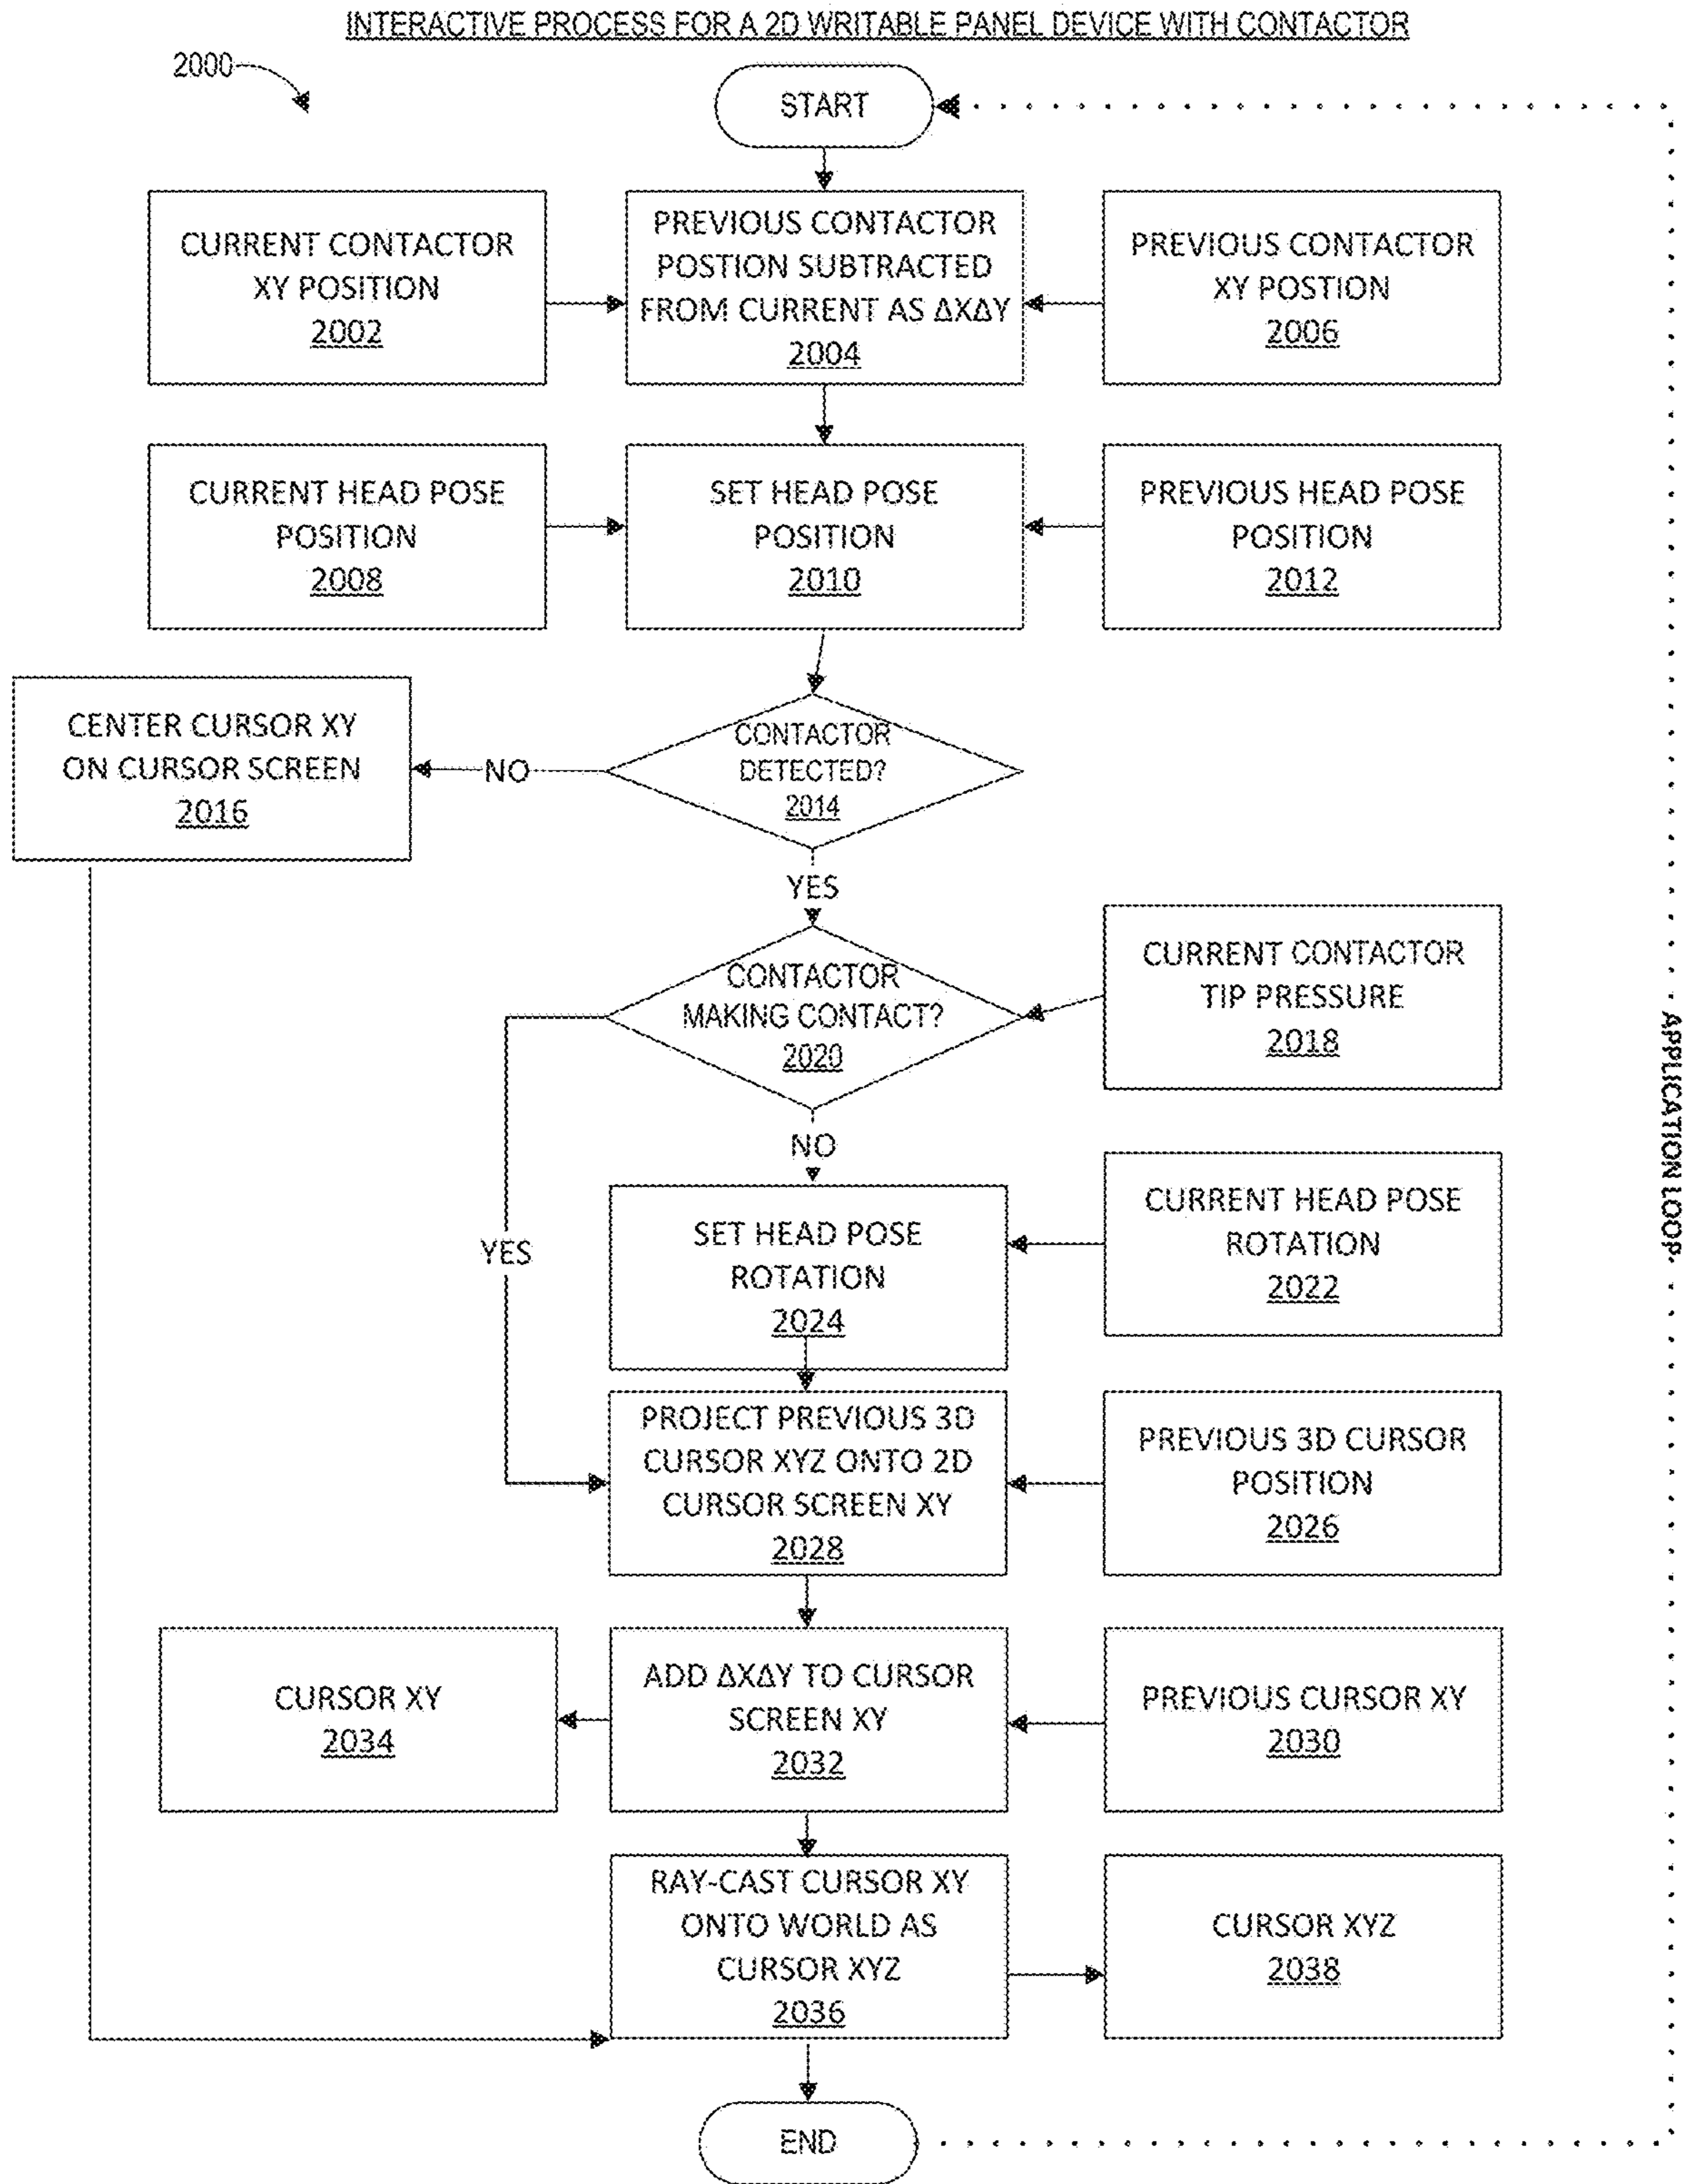 INTERACTIVE PROCESS FOR A 2D WRITABLE PANEL DEVICE WITH CONTACTOR
2000
START
CURRENT CONTACTOR
XY POSITION
2002
PREVIOUS CONTACTOR
POSTION SUBTRACTED
FROM CURRENT AS ΔXΔY
2004
PREVIOUS CONTACTOR
XY POSTION
2006
CURRENT HEAD POSE
POSITION
2008
SET HEAD POSE
POSITION
2010
PREVIOUS HEAD POSE
POSITION
2012
CENTER CURSOR XY
ON CURSOR SCREEN
2016
NO
CONTACTOR
DETECTED?
2014
YES
CONTACTOR
MAKING CONTACT?
2020
CURRENT CONTACTOR
TIP PRESSURE
2018
APPLICATION LOOP
NO
YES
SET HEAD POSE
ROTATION
2024
CURRENT HEAD POSE
ROTATION
2022
PROJECT PREVIOUS 3D
CURSOR XYZ ONTO 2D
CURSOR SCREEN XY
2028
PREVIOUS 3D CURSOR
POSITION
2026
CURSOR XY
2034
ADD ΔXΔY TO CURSOR
SCREEN XY
2032
PREVIOUS CURSOR XY
2030
RAY-CAST CURSOR XY
ONTO WORLD AS
CURSOR XYZ
2036
CURSOR XYZ
2038
END